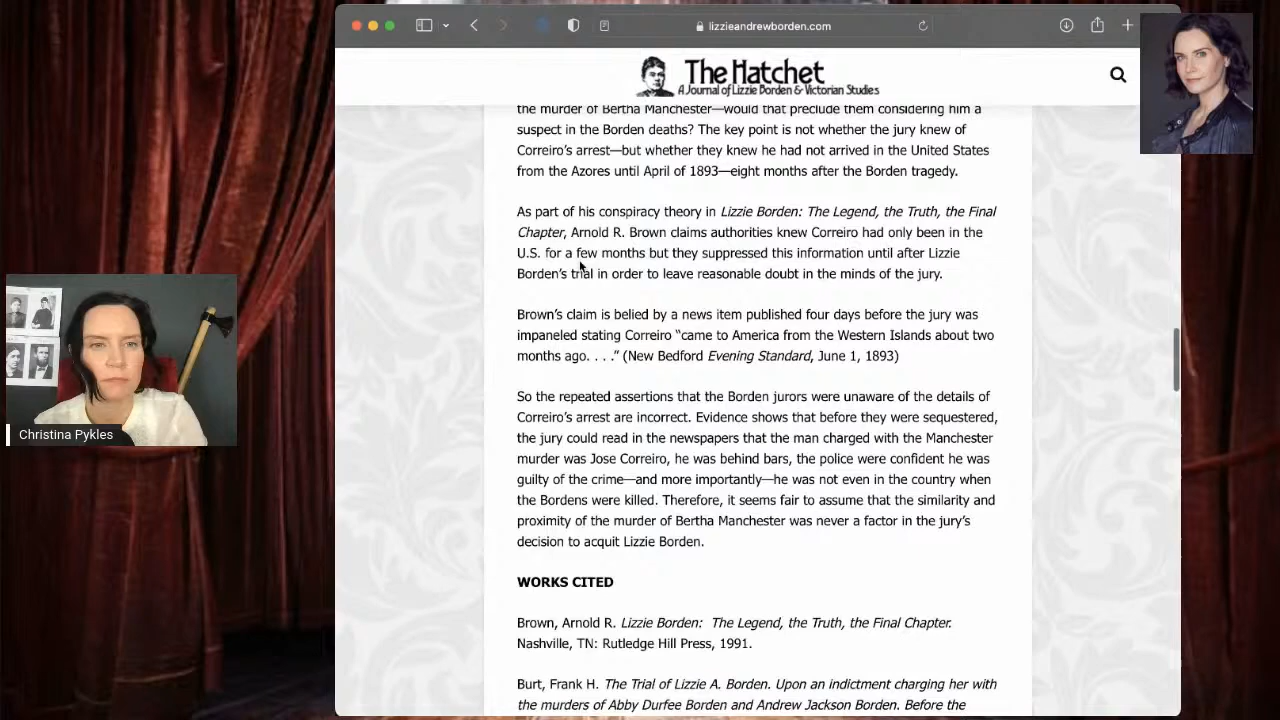 lizzieandrewborden.com
The Hatchet
A Journal of Lizzie Borden & Victorian Studies
the murder of Bertha Manchester—would that preclude them considering him a
suspect in the Borden deaths? The key point is not whether the jury knew of
Correiro's arrest—but whether they knew he had not arrived in the United States
from the Azores until April of 1893—eight months after the Borden tragedy.
As part of his conspiracy theory in Lizzie Borden: The Legend, the Truth, the Final
Chapter, Arnold R. Brown claims authorities knew Correiro had only been in the
U.S. for a few months but they suppressed this information until after Lizzie
Borden's trial in order to leave reasonable doubt in the minds of the jury.
Brown's claim is belied by a news item published four days before the jury was
impaneled stating Correiro “came to America from the Western Islands about two
months ago. . . .” (New Bedford Evening Standard, June 1, 1893)
So the repeated assertions that the Borden jurors were unaware of the details of
Correiro's arrest are incorrect. Evidence shows that before they were sequestered,
the jury could read in the newspapers that the man charged with the Manchester
murder was Jose Correiro, he was behind bars, the police were confident he was
guilty of the crime—and more importantly—he was not even in the country when
the Bordens were killed. Therefore, it seems fair to assume that the similarity and
proximity of the murder of Bertha Manchester was never a factor in the jury's
decision to acquit Lizzie Borden.
WORKS CITED
Brown, Arnold R. Lizzie Borden: The Legend, the Truth, the Final Chapter.
Nashville, TN: Rutledge Hill Press, 1991.
Burt, Frank H. The Trial of Lizzie A. Borden. Upon an indictment charging her with
the murders of Abby Durfee Borden and Andrew Jackson Borden. Before the
Christina Pykles